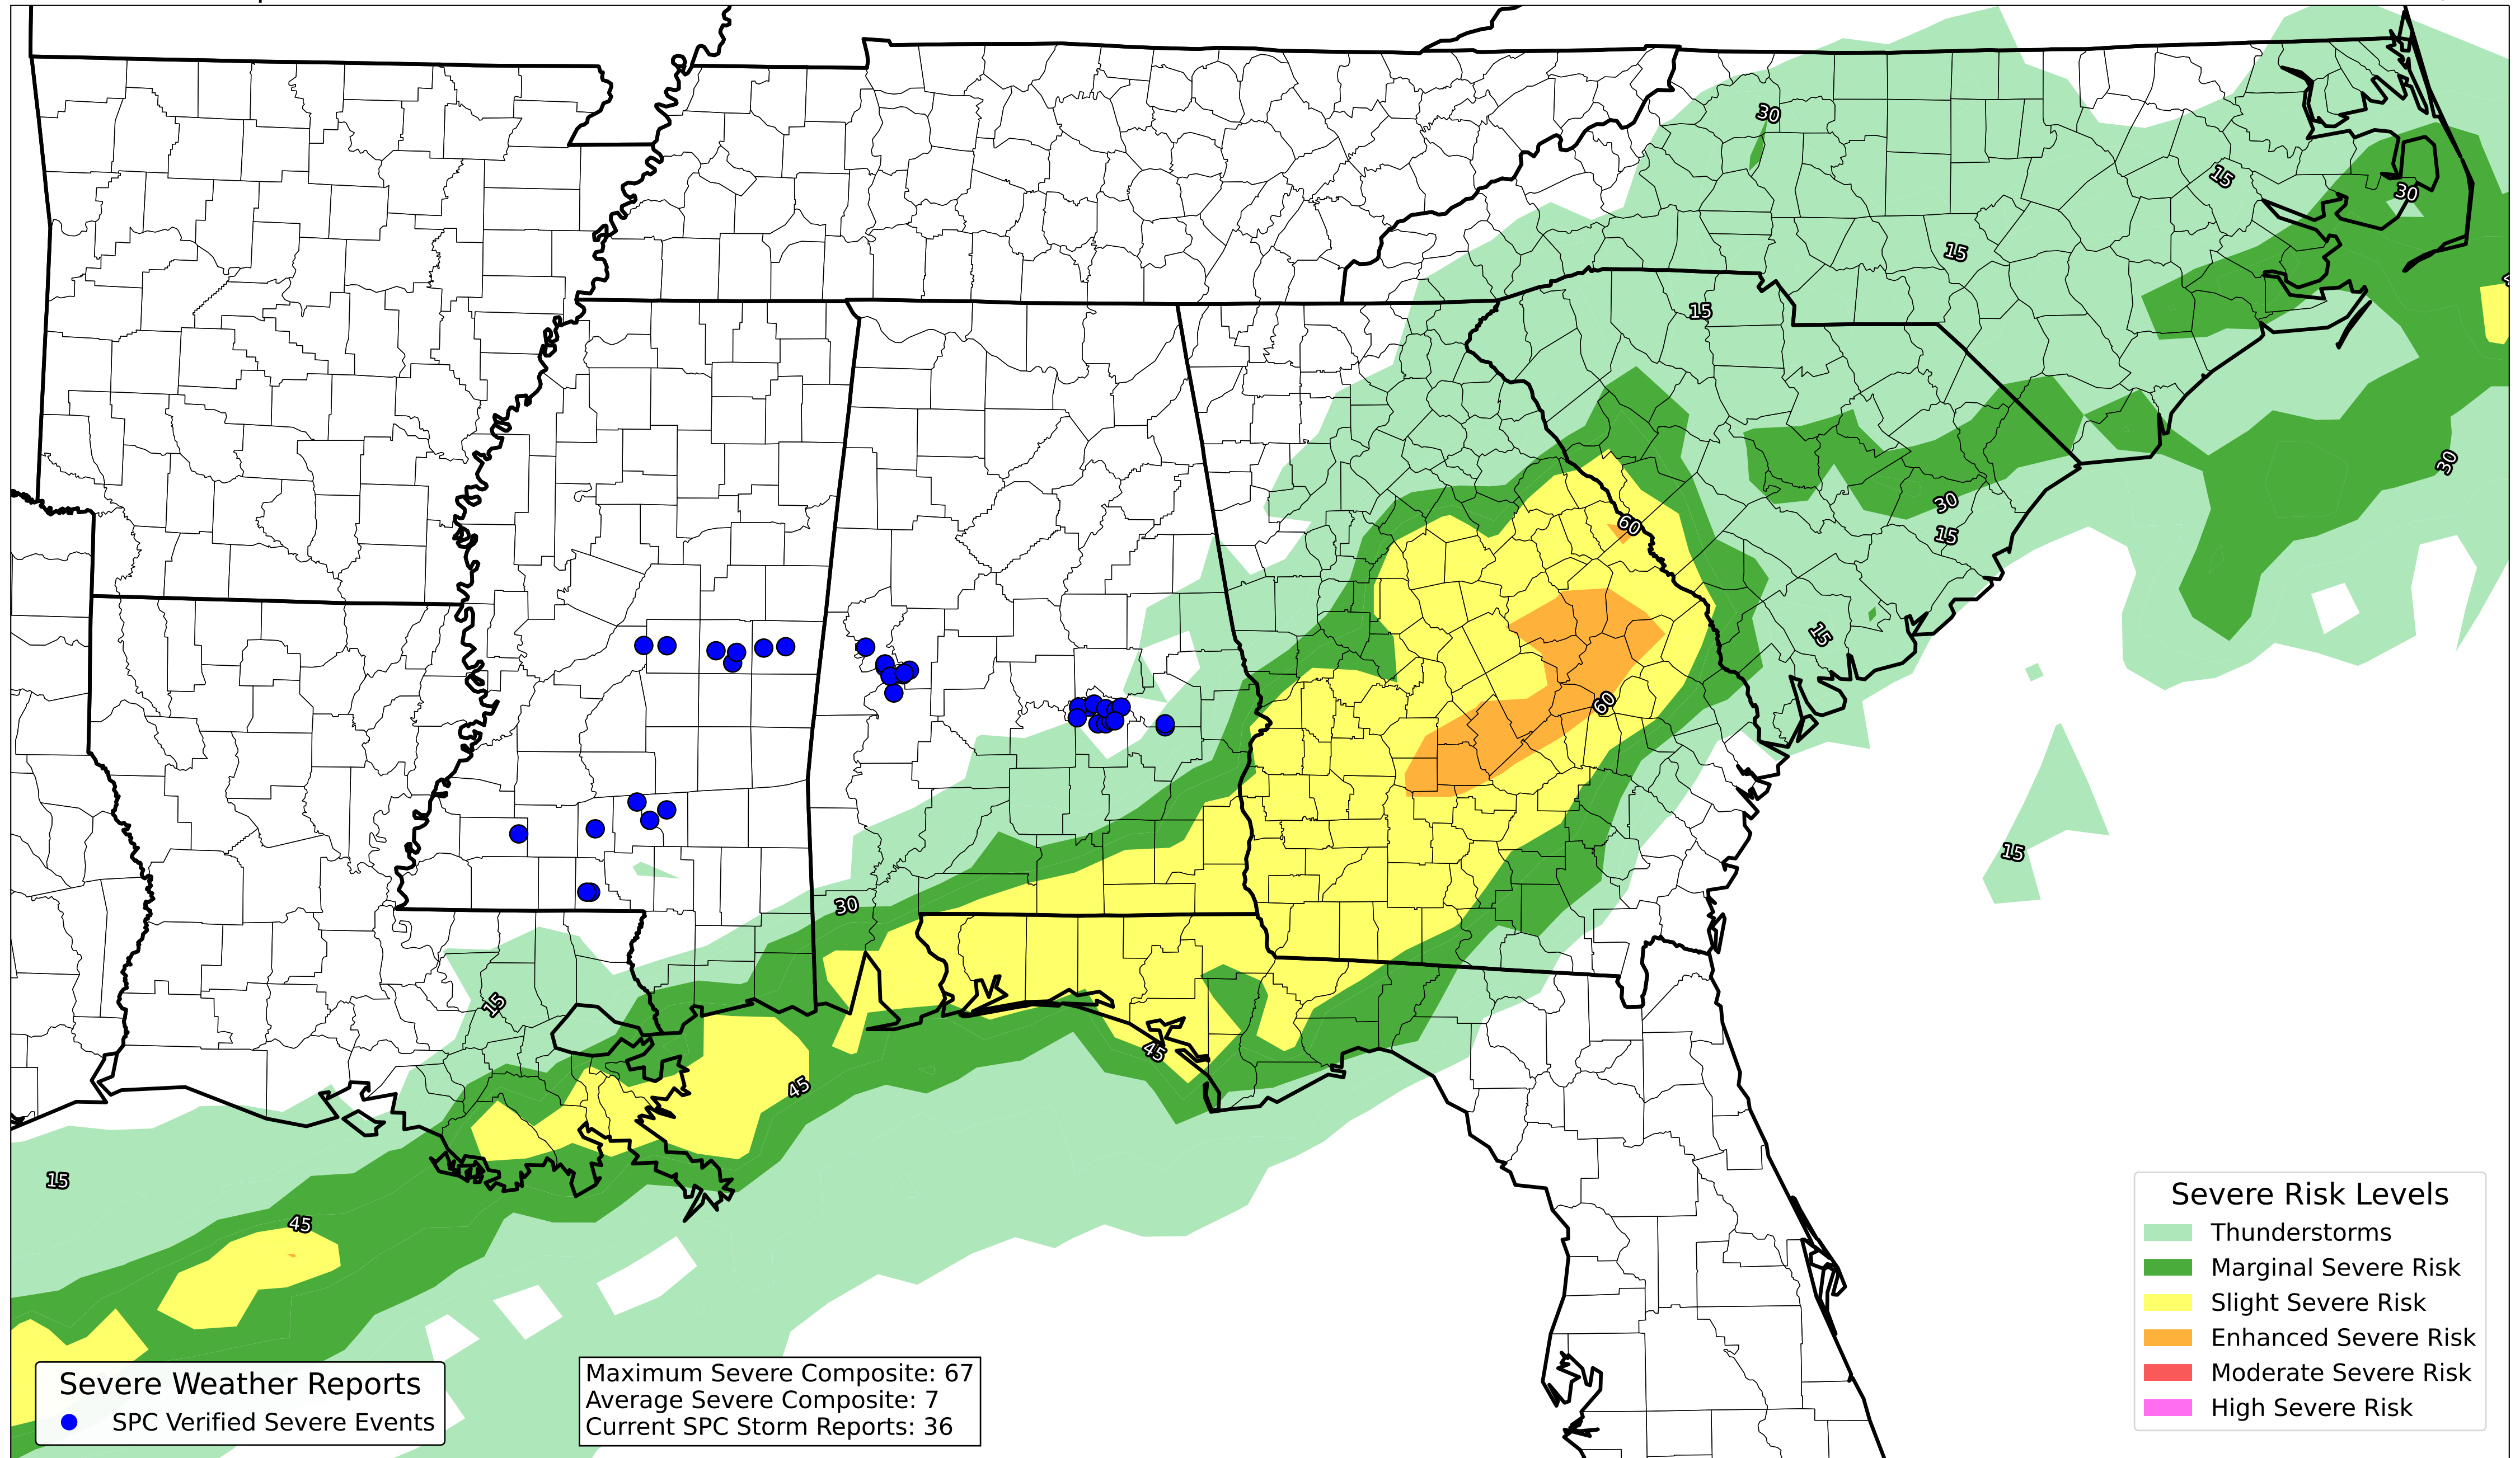 30
15
30
15
15
30
60
15
15
60
15
30
30
15
45
45
15
45
Severe Risk Levels
Thunderstorms
Marginal Severe Risk
Slight Severe Risk
Enhanced Severe Risk
Moderate Severe Risk
High Severe Risk
Severe Weather Reports
SPC Verified Severe Events
Maximum Severe Composite: 67
Average Severe Composite: 7
Current SPC Storm Reports: 36